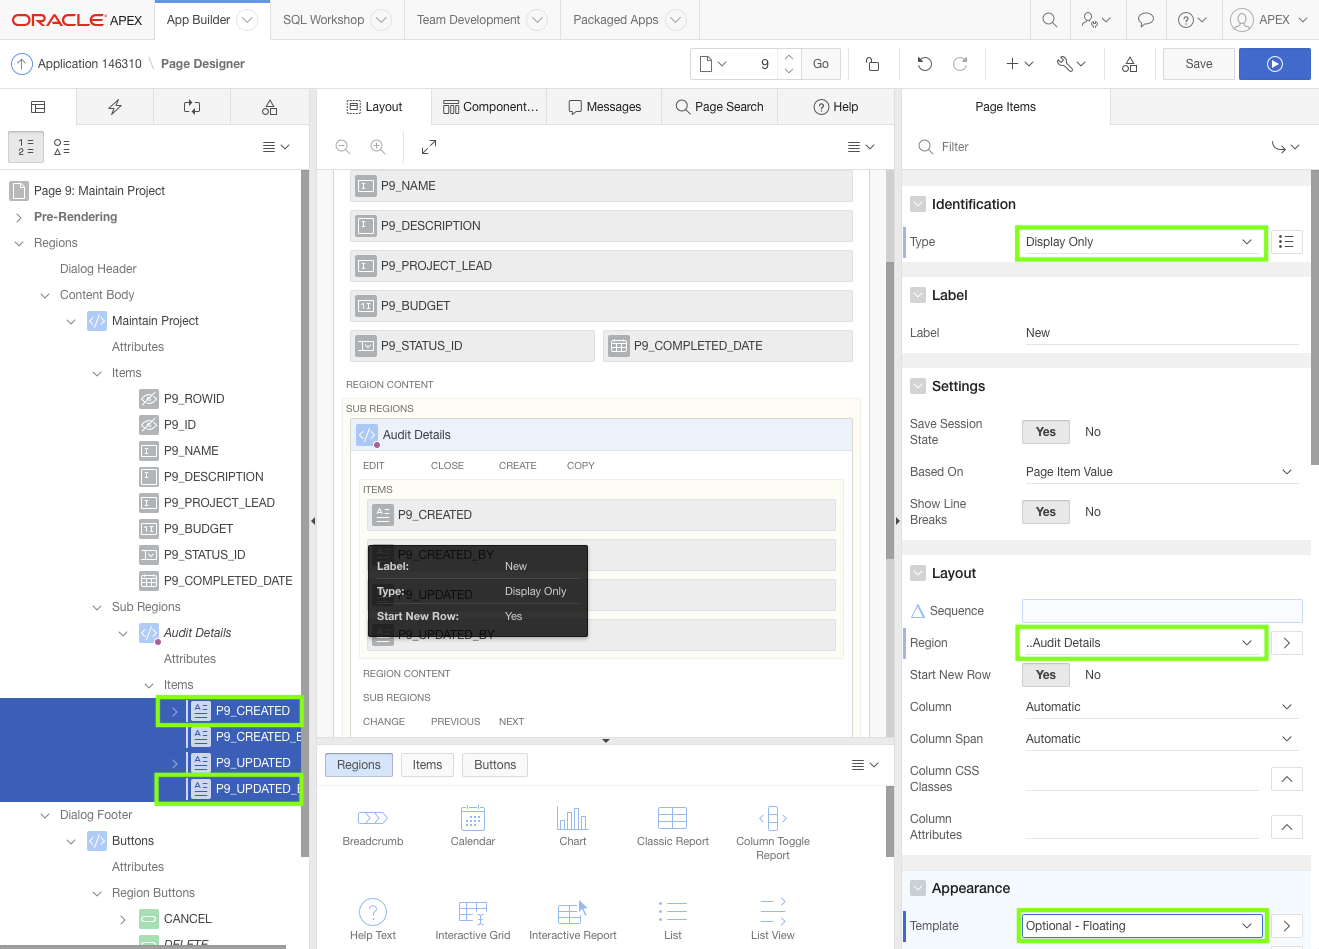 ORACLE APEX
App Builder
SQL Workshop
Team Development
Packaged Apps
APEX
Application 146310 \ Page Designer
9
Go
Save
Layout
Component...
Messages
Page Search
Help
Page Items
Filter
Page 9: Maintain Project
Pre-Rendering
Regions
Dialog Header
Content Body
Maintain Project
Attributes
Items
P9_ROWID
P9_ID
P9_NAME
P9_DESCRIPTION
P9_PROJECT_LEAD
P9_BUDGET
P9_STATUS_ID
P9_COMPLETED_DATE
Sub Regions
Audit Details
Attributes
Items
P9_CREATED
P9_CREATED_B
P9_UPDATED
P9_UPDATED_B
Dialog Footer
Buttons
Attributes
Region Buttons
CANCEL
DELETE
P9_NAME
P9_DESCRIPTION
P9_PROJECT_LEAD
P9_BUDGET
P9_STATUS_ID
P9_COMPLETED_DATE
REGION CONTENT
SUB REGIONS
Audit Details
EDIT CLOSE CREATE COPY
ITEMS
P9_CREATED
P9_CREATED_BY
Label: New
Type: Display Only
P9_UPDATED
Start New Row: Yes
P9_UPDATED_BY
REGION CONTENT
SUB REGIONS
CHANGE PREVIOUS NEXT
Regions
Items
Buttons
Breadcrumb
Calendar
Chart
Classic Report
Column Toggle
Report
Help Text
Interactive Grid
Interactive Report
List
List View
Identification
Type Display Only
Label
Label New
Settings
Save Session
State
Yes No
Based On Page Item Value
Show Line
Breaks
Yes No
Layout
Sequence
Region ..Audit Details
Start New Row Yes No
Column Automatic
Column Span Automatic
Column CSS
Classes
Column
Attributes
Appearance
Template Optional - Floating